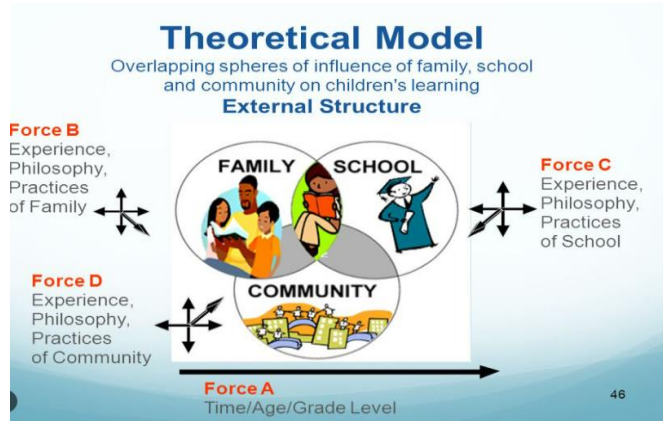 Theoretical Model
Overlapping spheres of influence of family, school
and community on children's learning
External Structure
Force B
Experience,
Philosophy,
Practices
of Family
FAMILY
SCHOOL
COMMUNITY
Force C
Experience,
Philosophy,
Practices
of School
Force D
Experience,
Philosophy,
Practices
of Community
Force A
Time/Age/Grade Level
46